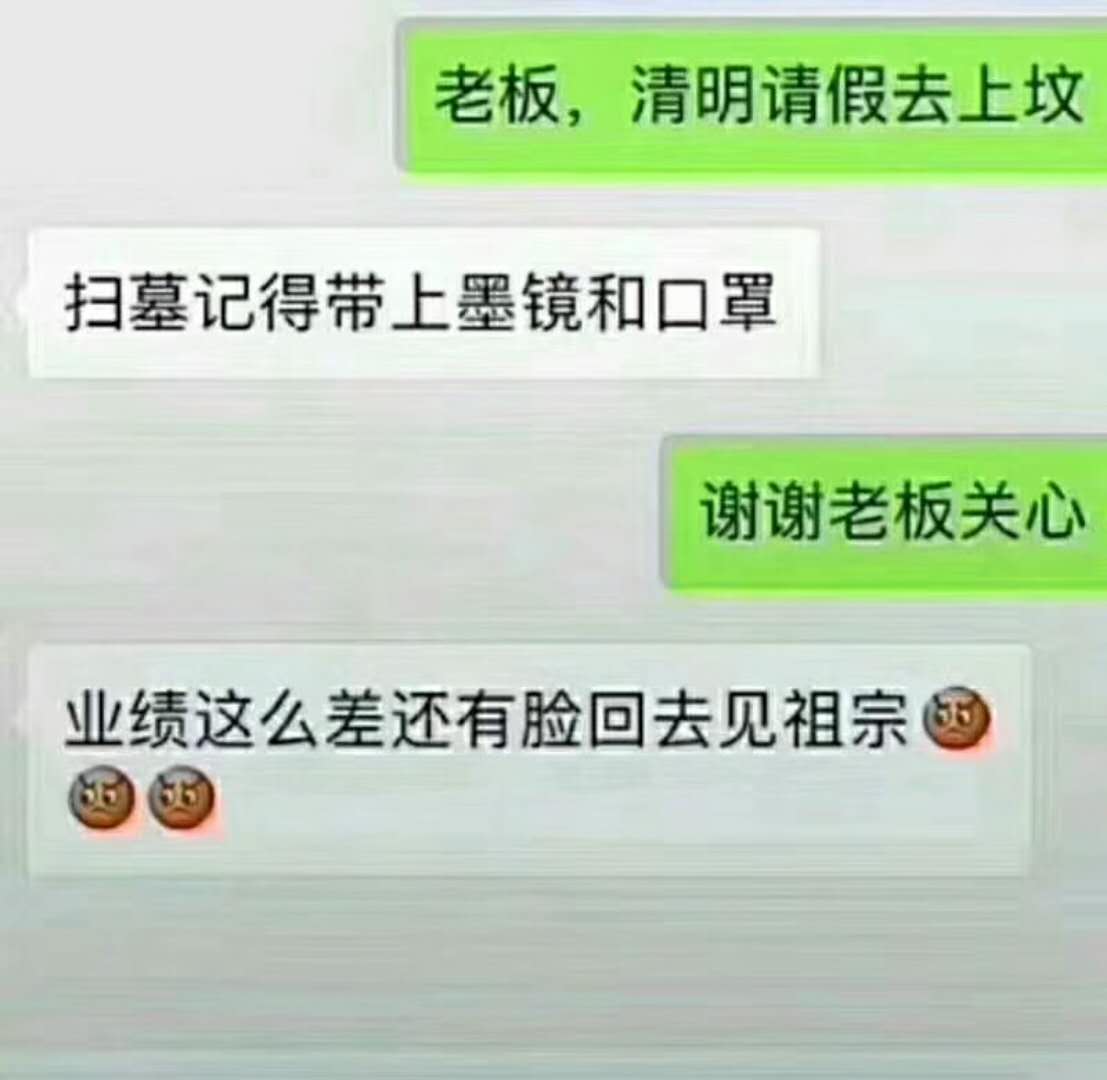 老板，清明请假去上坟
扫墓记得带上墨镜和口罩
谢谢老板关心
业绩这么差还有脸回去见祖宗😡
😡😡